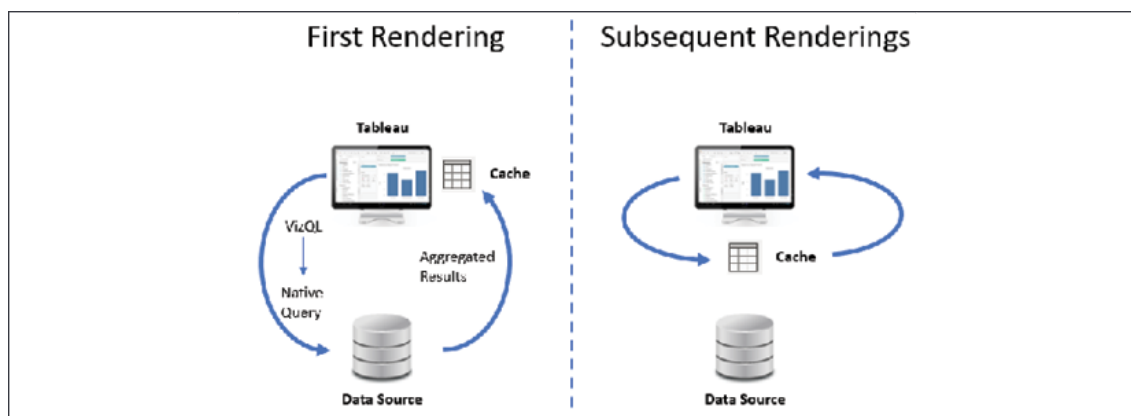 First Rendering
Tableau
Cache
VizQL
Native
Query
Aggregated
Results
Data Source
Subsequent Renderings
Tableau
Cache
Data Source